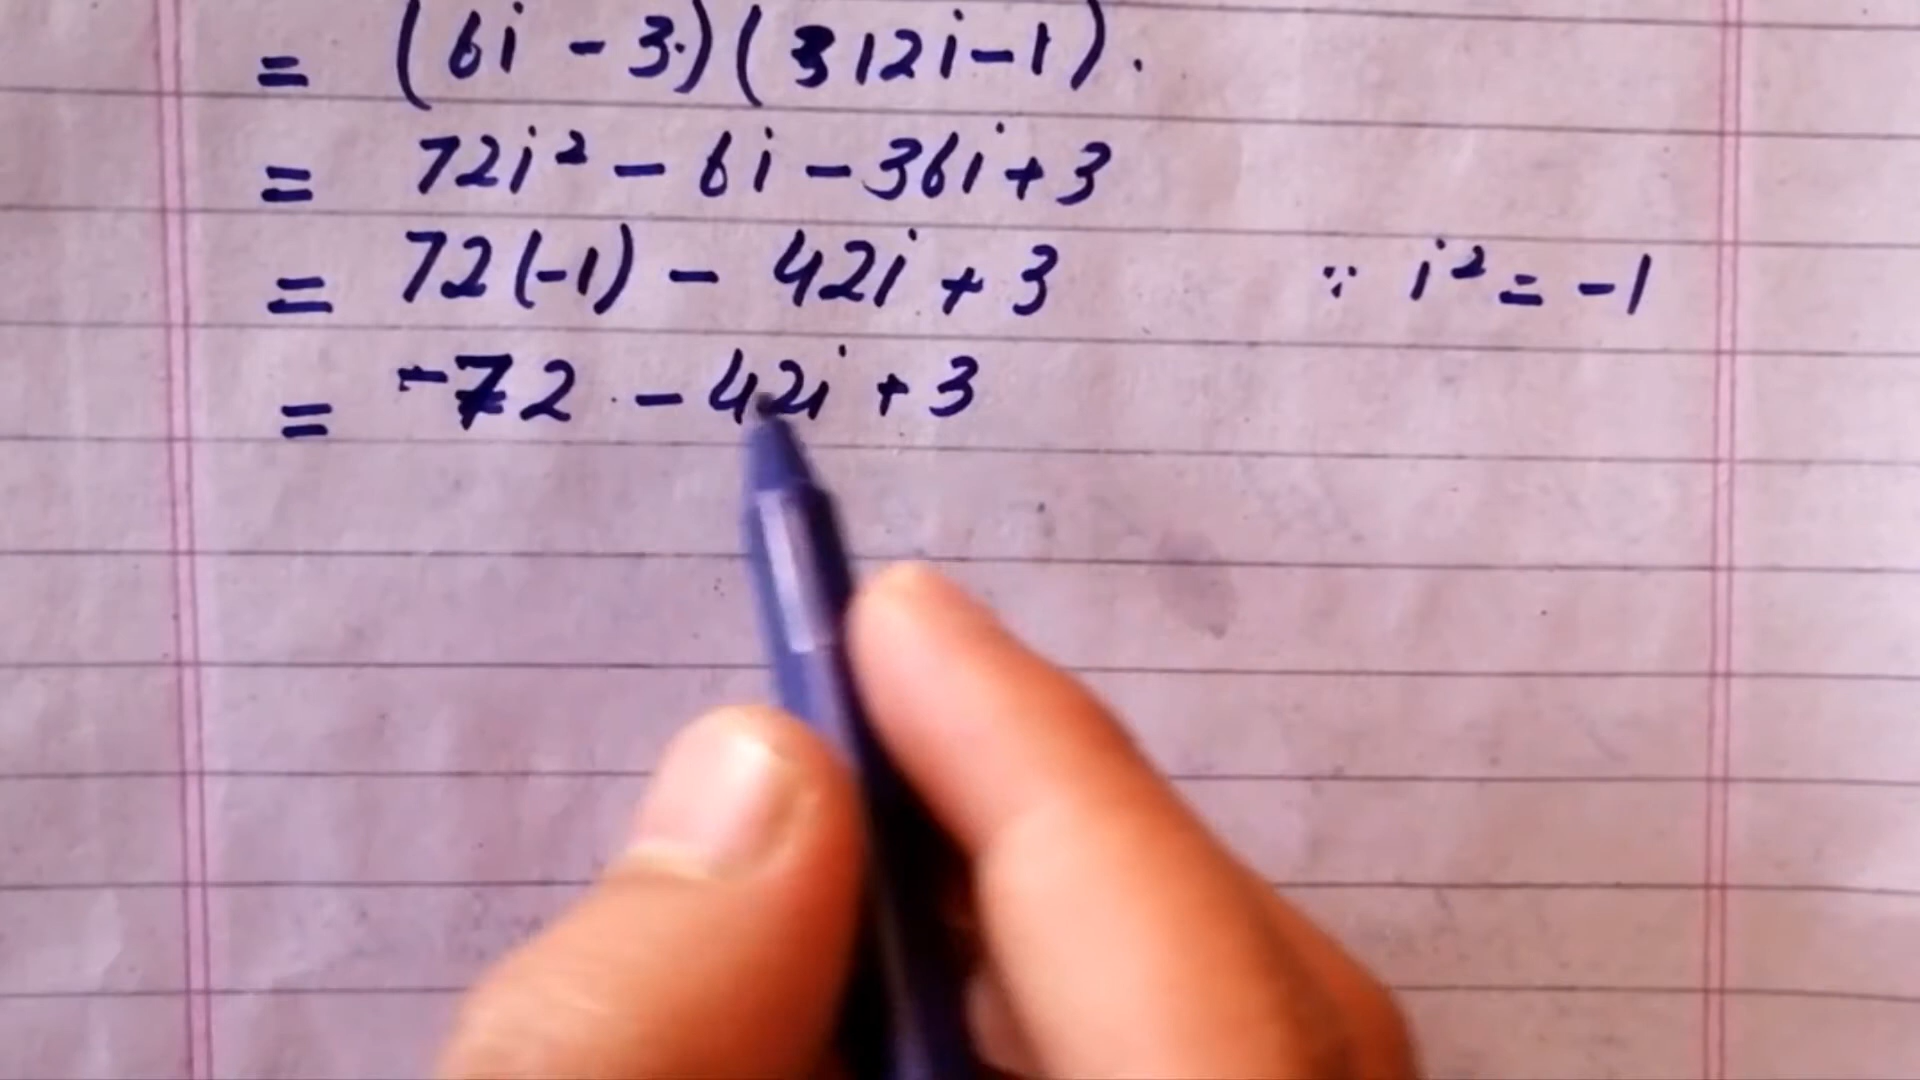 = (6i - 3.)(312i-1).
= 72i² - 6i - 36i + 3
= 72(-1) - 42i + 3 ∵ i² = -1
= -72 - 42i + 3